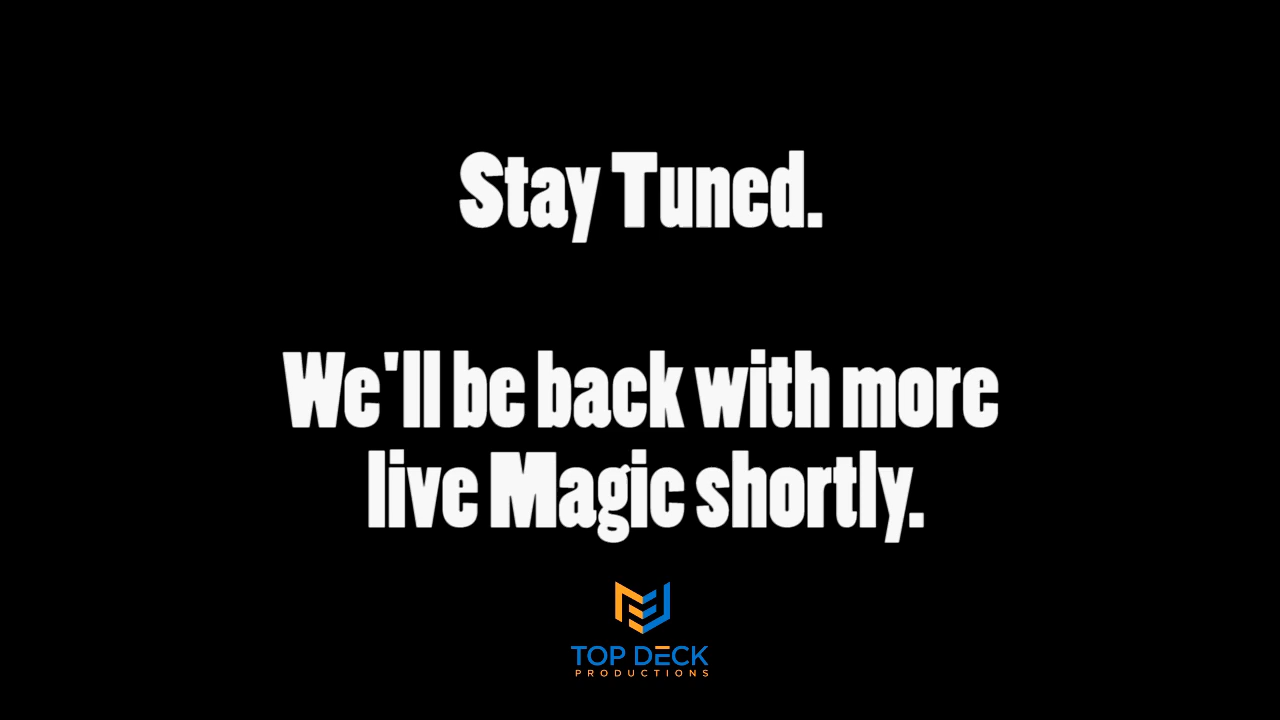 Stay Tuned.
We'll be back with more
live Magic shortly.
TOP DECK
PRODUCTIONS